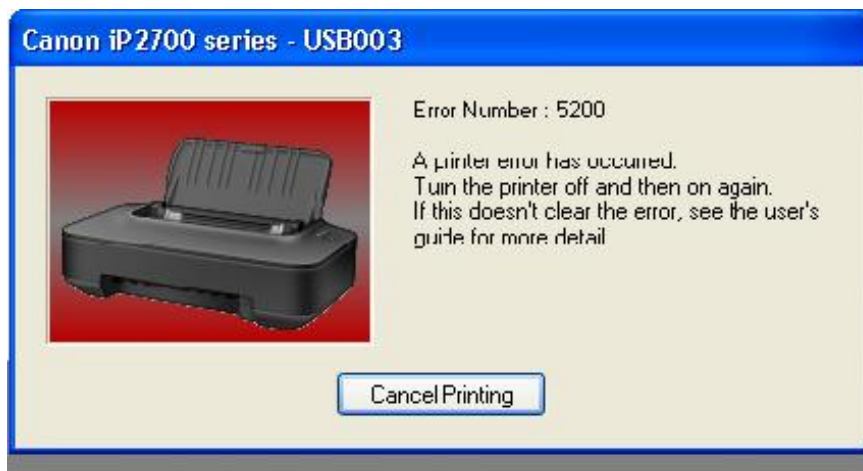 Canon iP2700 series - USB003
Error Number : 5200
A printer error has occurred.
Turn the printer off and then on again.
If this doesn't clear the error, see the user's
guide for more detail
Cancel Printing